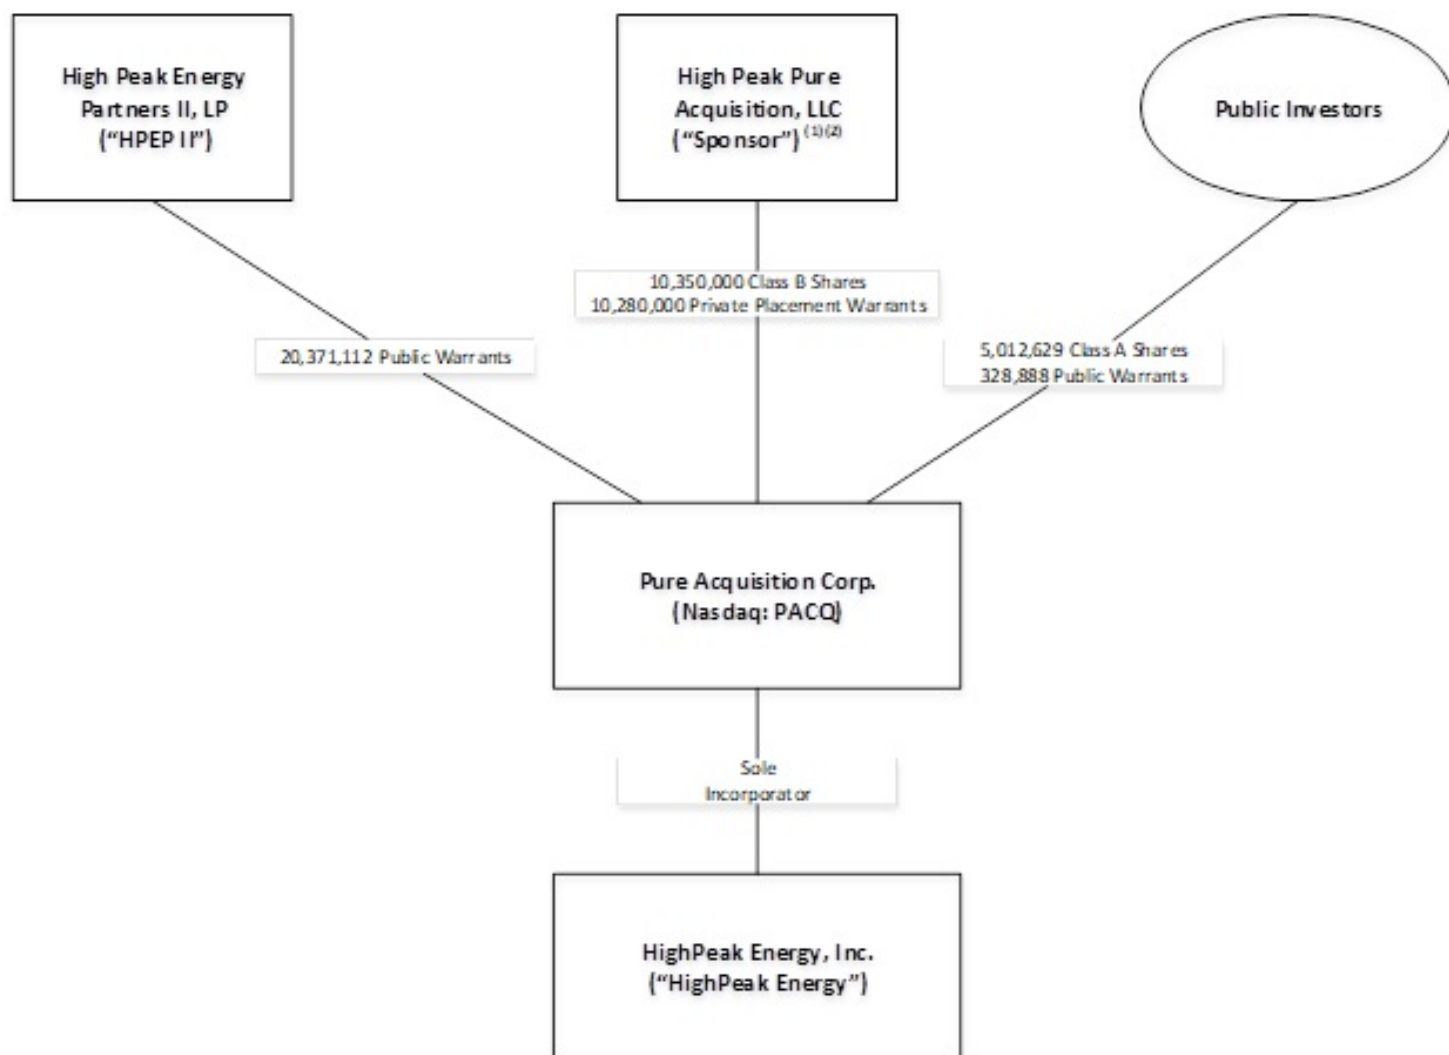 High Peak Energy
Partners II, LP
(“HPEP II”)
High Peak Pure
Acquisition, LLC
(“Sponsor”) (1)(2)
Public Investors
10,350,000 Class B Shares
10,280,000 Private Placement Warrants
20,371,112 Public Warrants
5,012,629 Class A Shares
328,888 Public Warrants
Pure Acquisition Corp.
(Nasdaq: PACQ)
Sole
Incorporator
HighPeak Energy, Inc.
(“HighPeak Energy”)